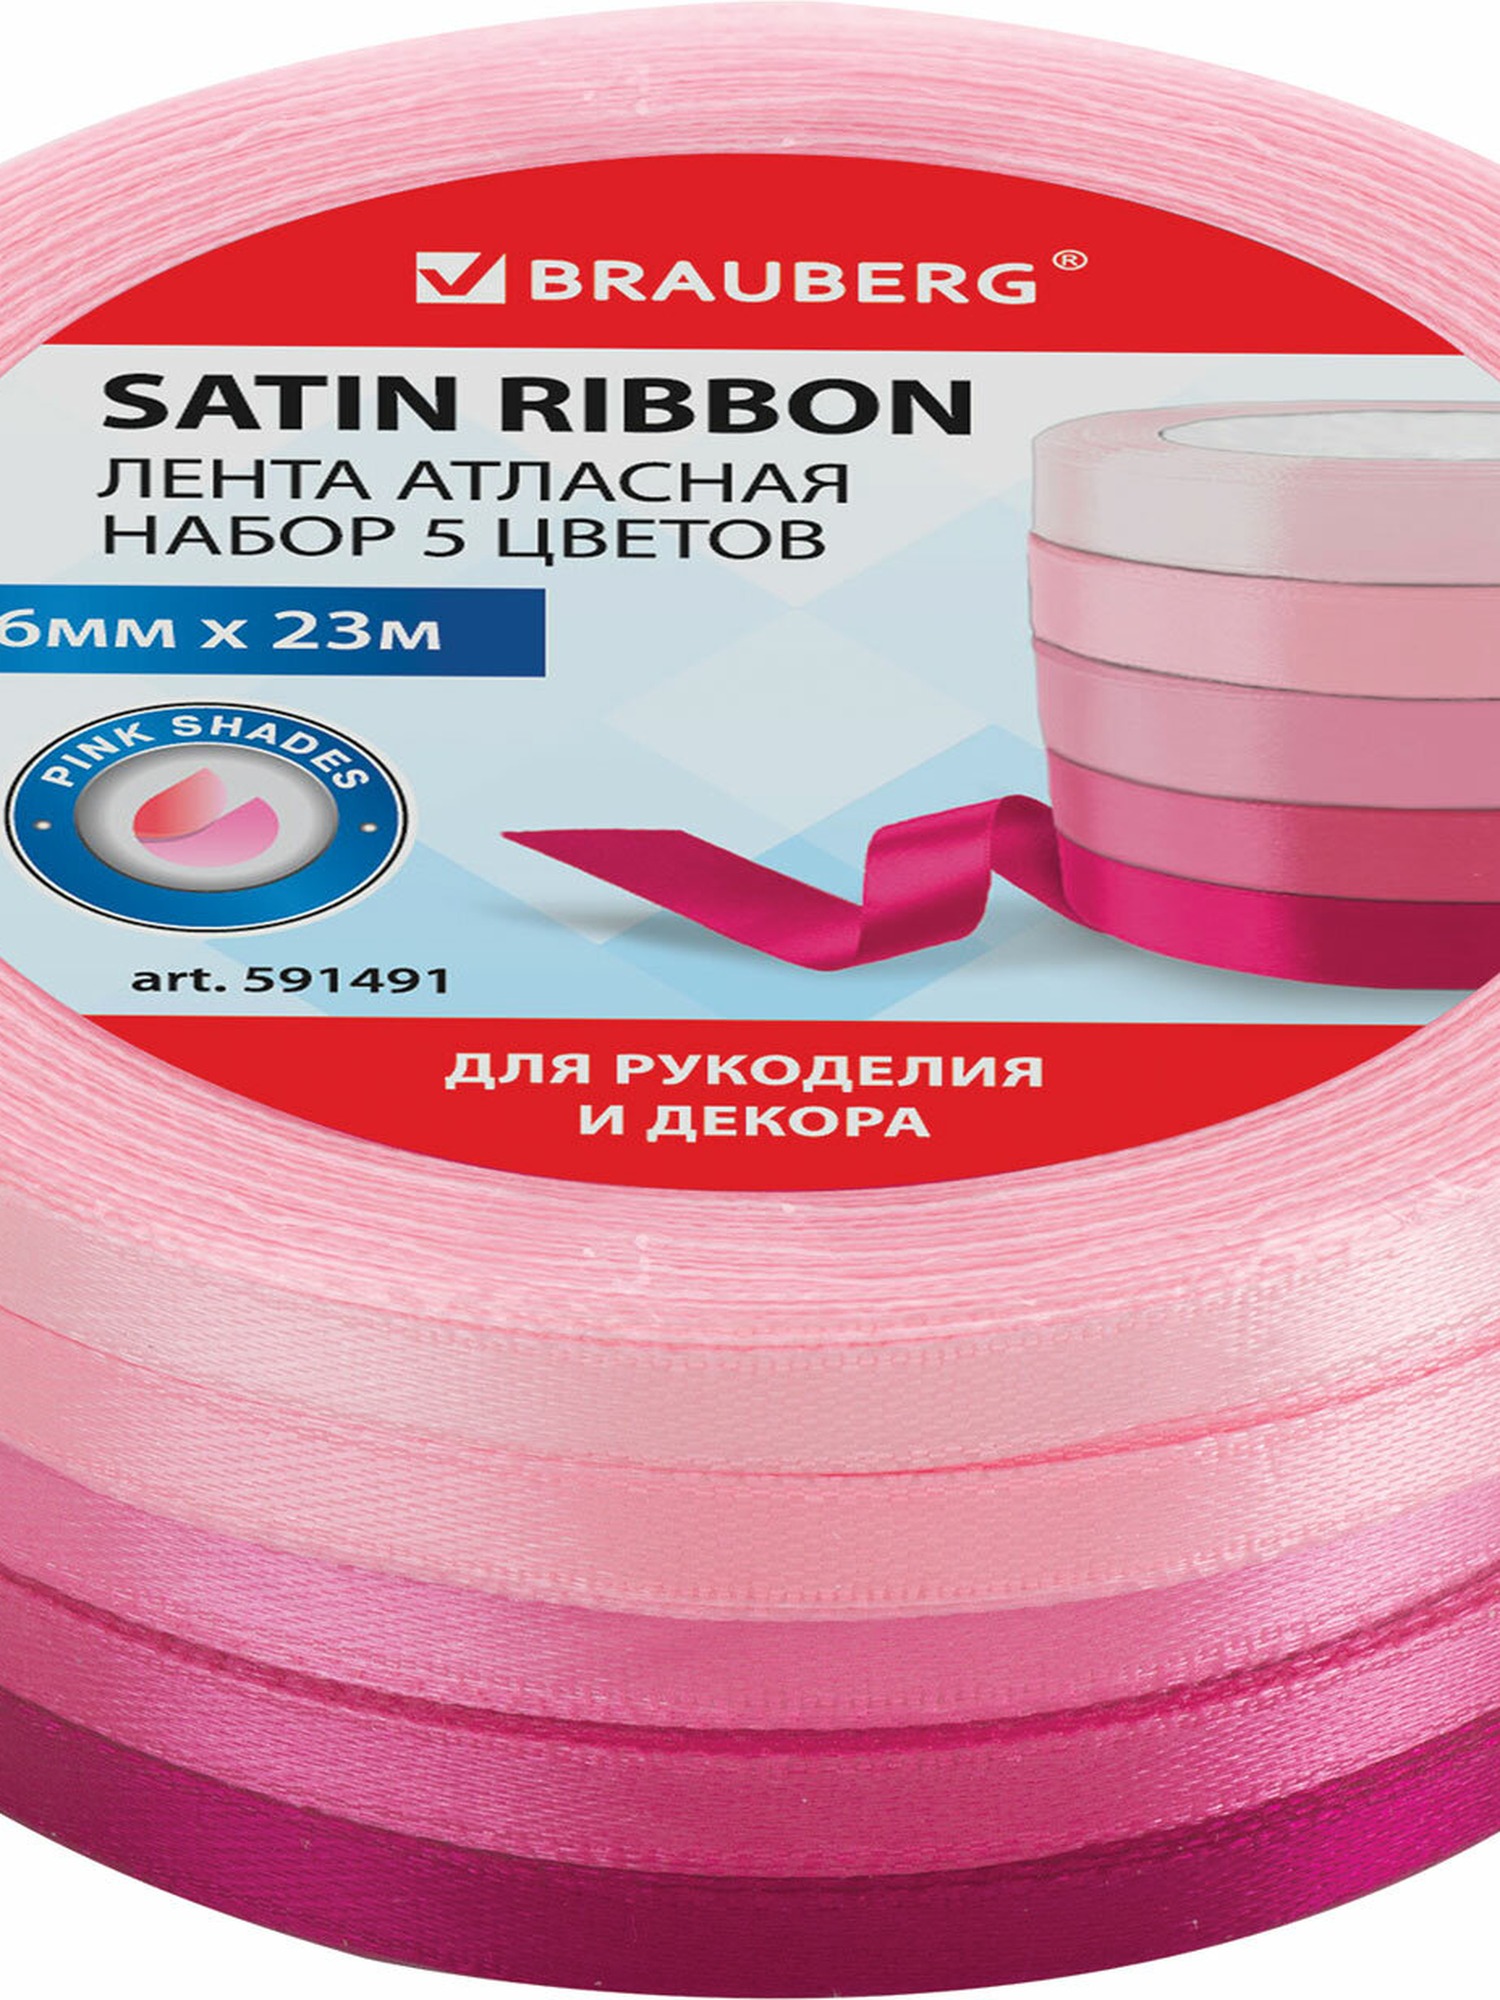 BRAUBERG®
SATIN RIBBON
ЛЕНТА АТЛАСНАЯ
НАБОР 5 ЦВЕТОВ
6мм x 23м
PINK SHADES
art. 591491
ДЛЯ РУКОДЕЛИЯ
И ДЕКОРА